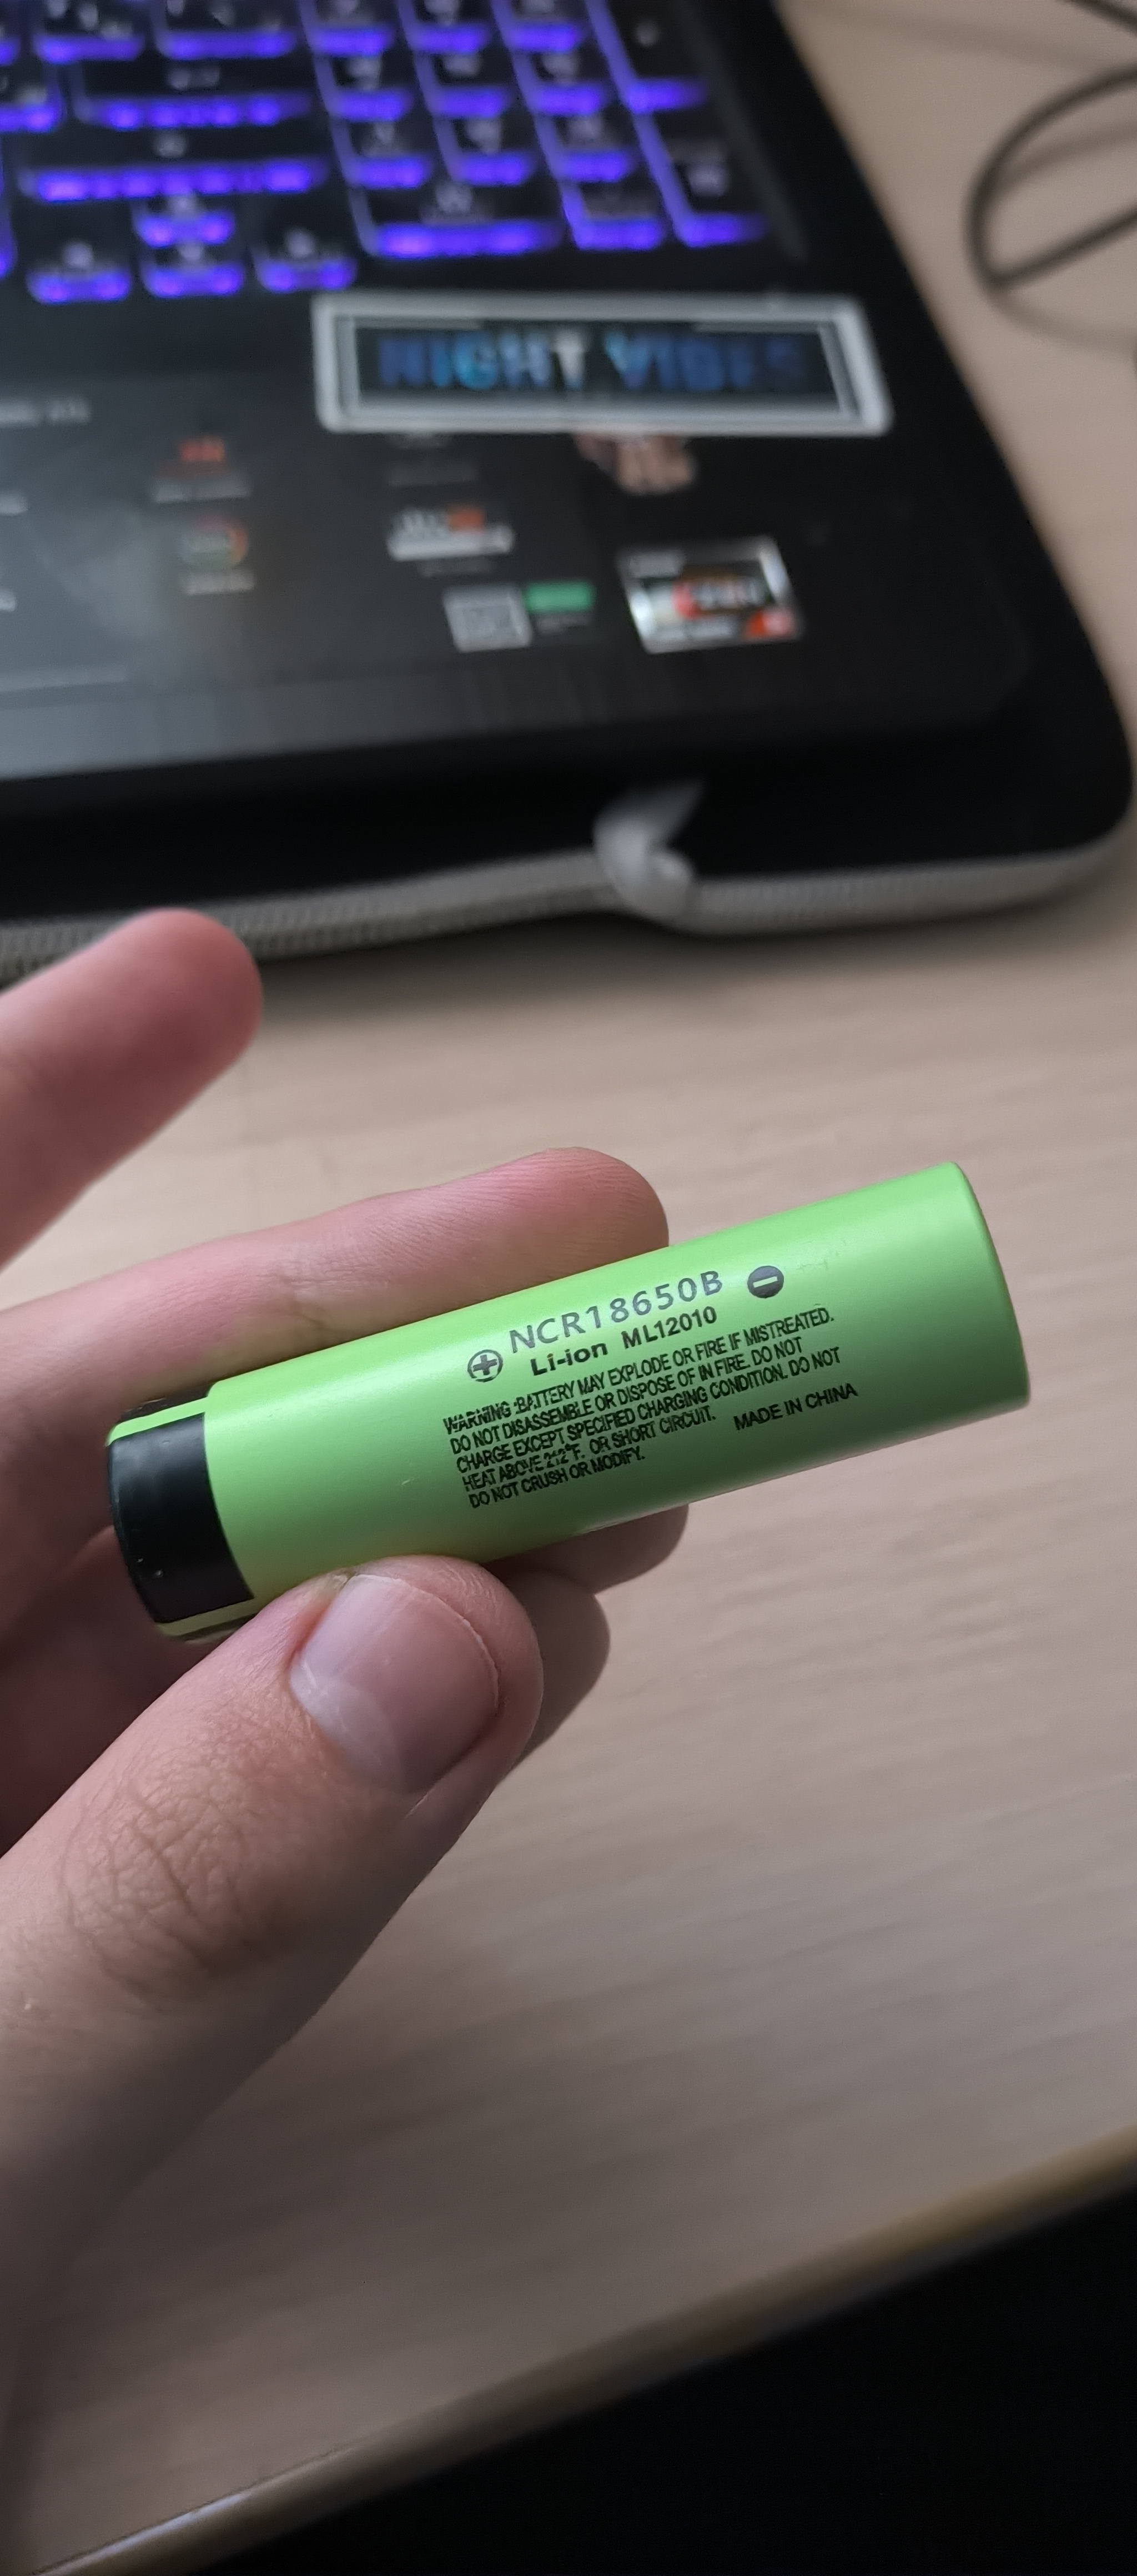 NIGHT VIBES
NCR18650B
Li-ion ML12010
WARNING:BATTERY MAY EXPLODE OR FIRE IF MISTREATED.
DO NOT DISASSEMBLE OR DISPOSE OF IN FIRE. DO NOT
CHARGE EXCEPT SPECIFIED CHARGING CONDITION. DO NOT
HEAT ABOVE 212°F. OR SHORT CIRCUIT.
DO NOT CRUSH OR MODIFY.
MADE IN CHINA